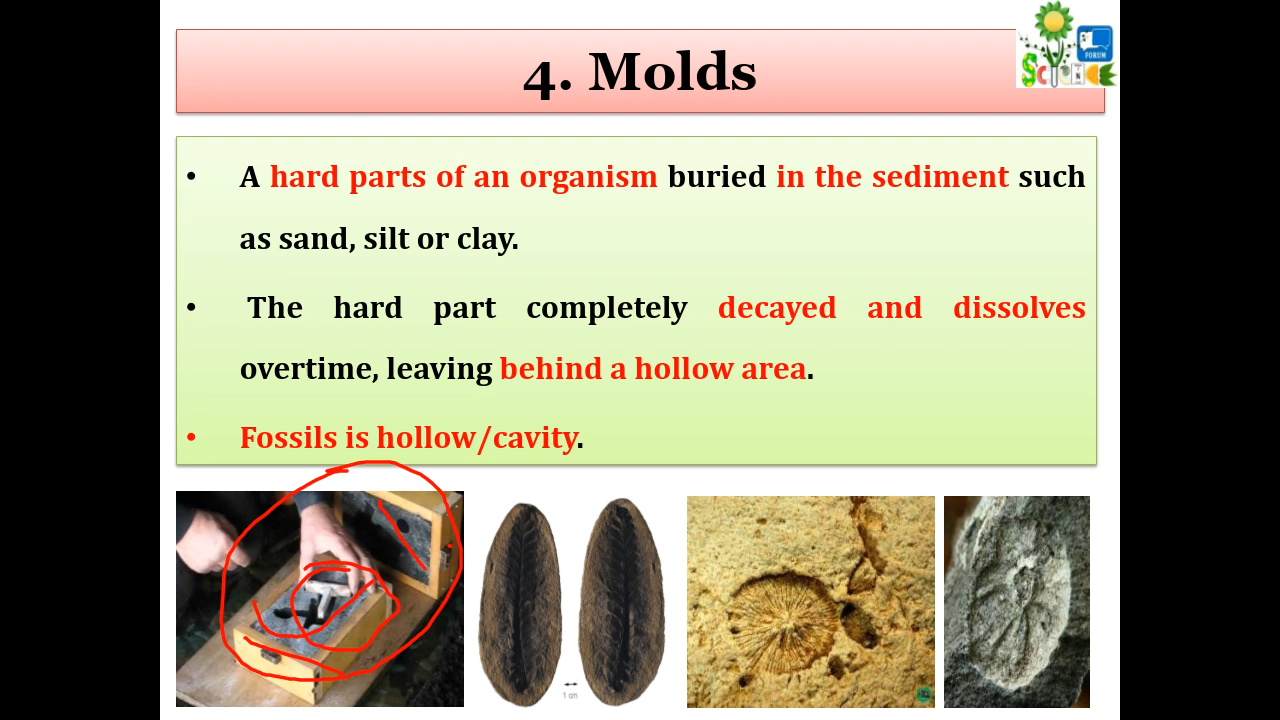 4. Molds
FORUM
SCIENCE
• A hard parts of an organism buried in the sediment such
as sand, silt or clay.
• The hard part completely decayed and dissolves
overtime, leaving behind a hollow area.
• Fossils is hollow/cavity.
1 cm